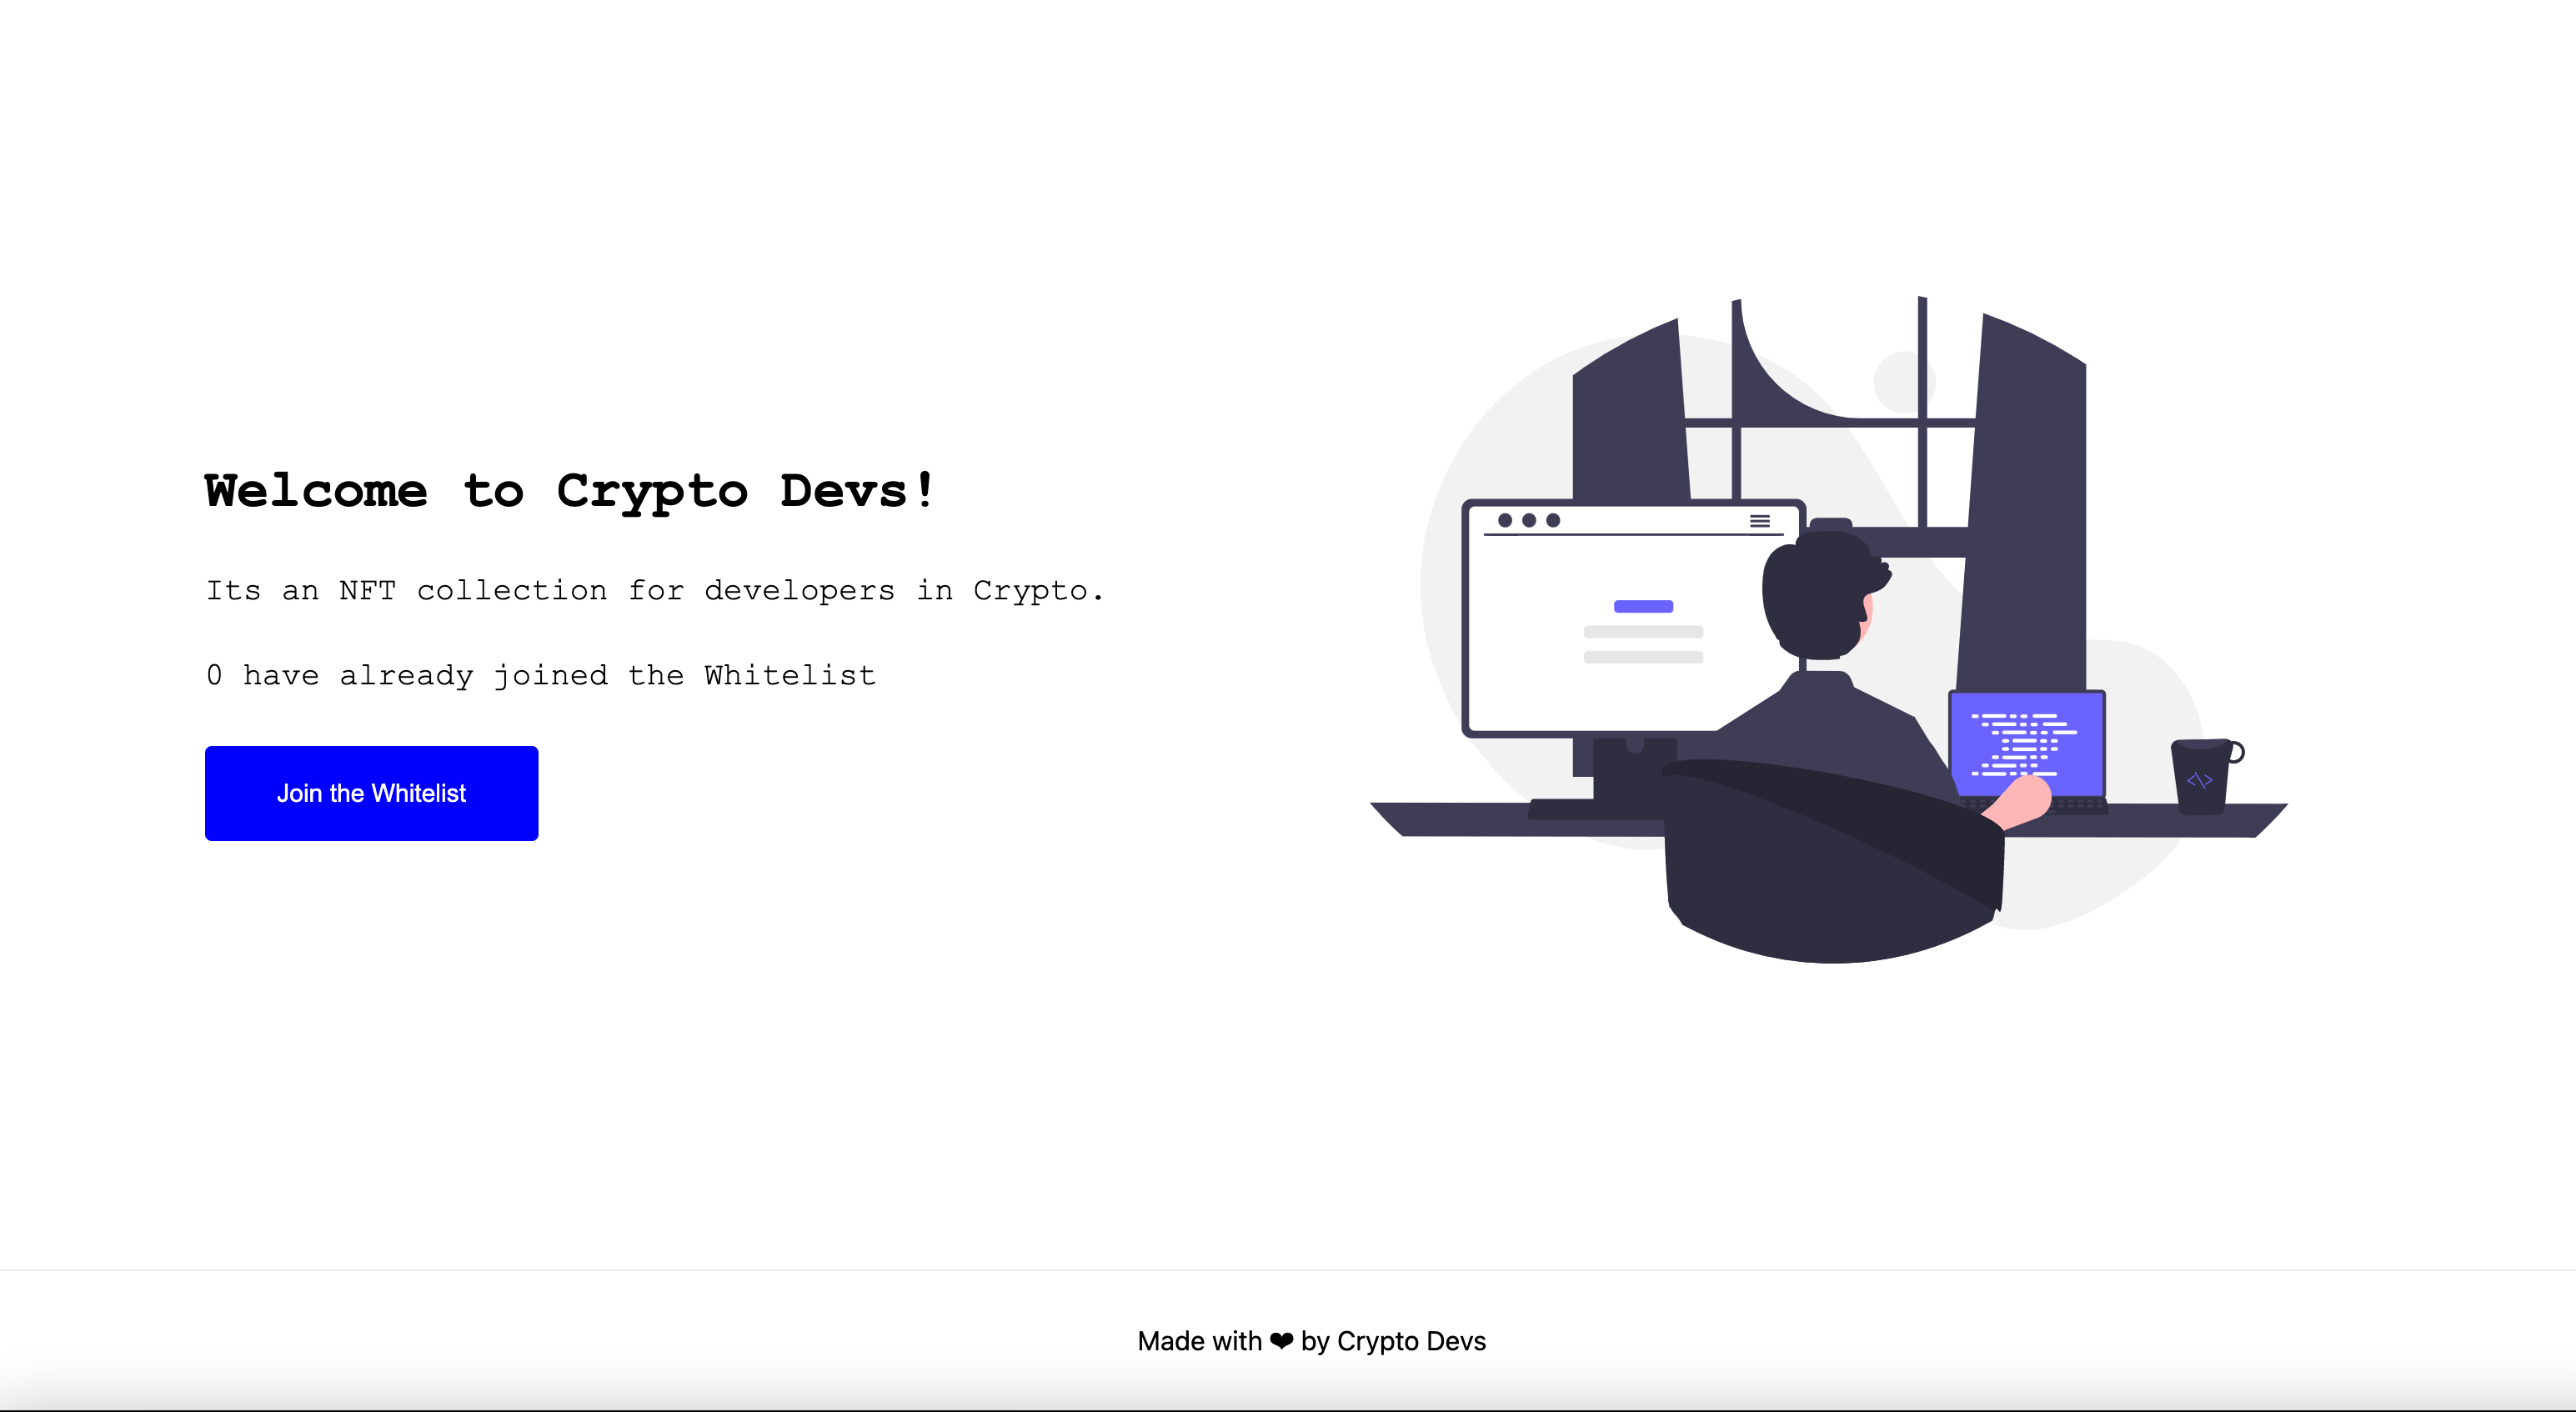 Welcome to Crypto Devs!
Its an NFT collection for developers in Crypto.
0 have already joined the Whitelist
Join the Whitelist
<\>
Made with ❤ by Crypto Devs